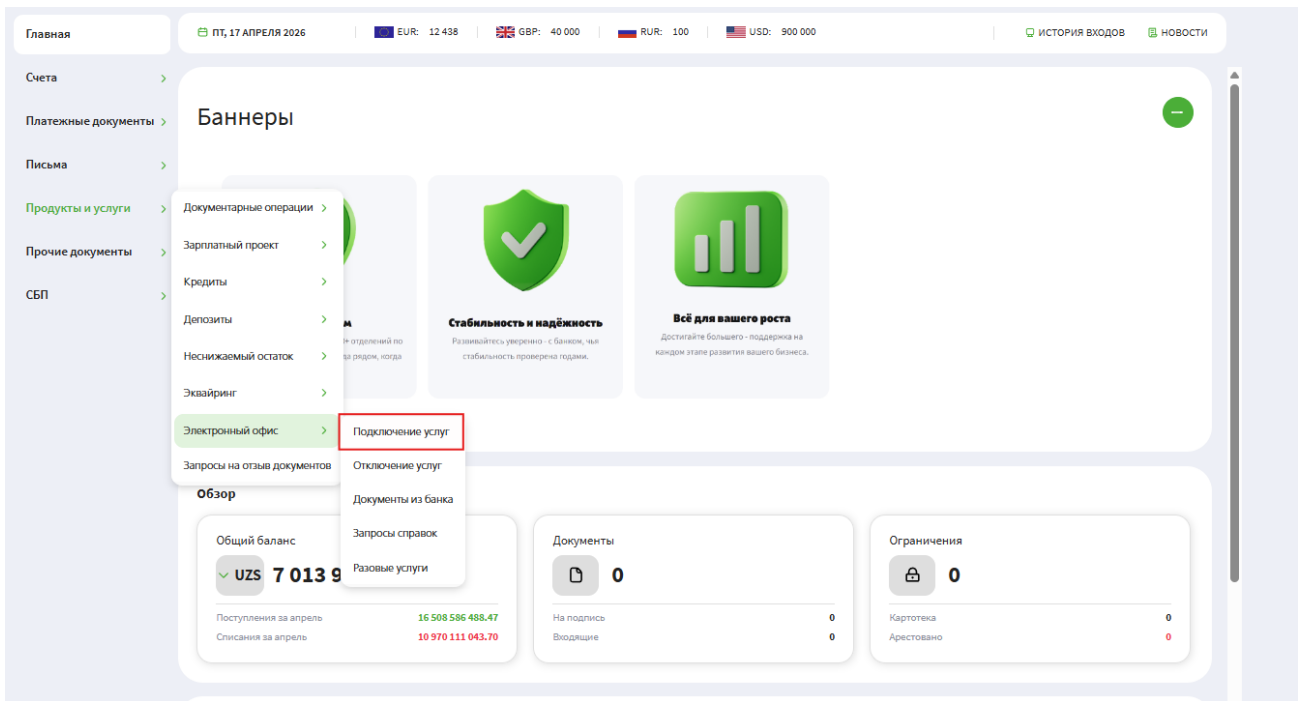 Главная
ПТ, 17 АПРЕЛЯ 2026
EUR: 12 438
GBP: 40 000
RUR: 100
USD: 900 000
ИСТОРИЯ ВХОДОВ
НОВОСТИ
Счета
Платежные документы
Письма
Продукты и услуги
Прочие документы
СБП
Баннеры
Документарные операции
Зарплатный проект
Кредиты
Депозиты
Неснижаемый остаток
Эквайринг
Электронный офис
Запросы на отзыв документов
Подключение услуг
Отключение услуг
Документы из банка
Запросы справок
Разовые услуги
отделений по
рядом, когда
Стабильность и надёжность
Развивайтесь уверенно - с банком, чья
стабильность проверена годами.
Всё для вашего роста
Достигайте большего - поддержка на
каждом этапе развития вашего бизнеса.
Обзор
Общий баланс
UZS 7 013 9
Поступления за апрель 16 508 586 488.47
Списания за апрель 10 970 111 043.70
Документы
0
На подпись 0
Входящие 0
Ограничения
0
Картотека 0
Арестовано 0